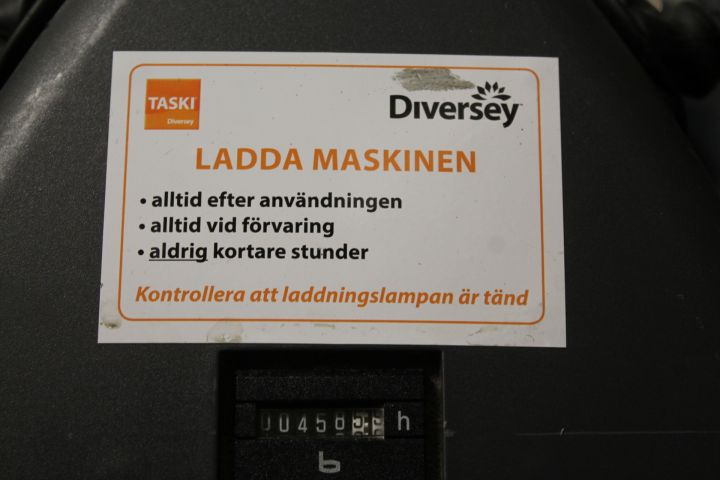 TASKI
Diversey
Diversey
LADDA MASKINEN
• alltid efter användningen
• alltid vid förvaring
• aldrig kortare stunder
Kontrollera att laddningslampan är tänd
h